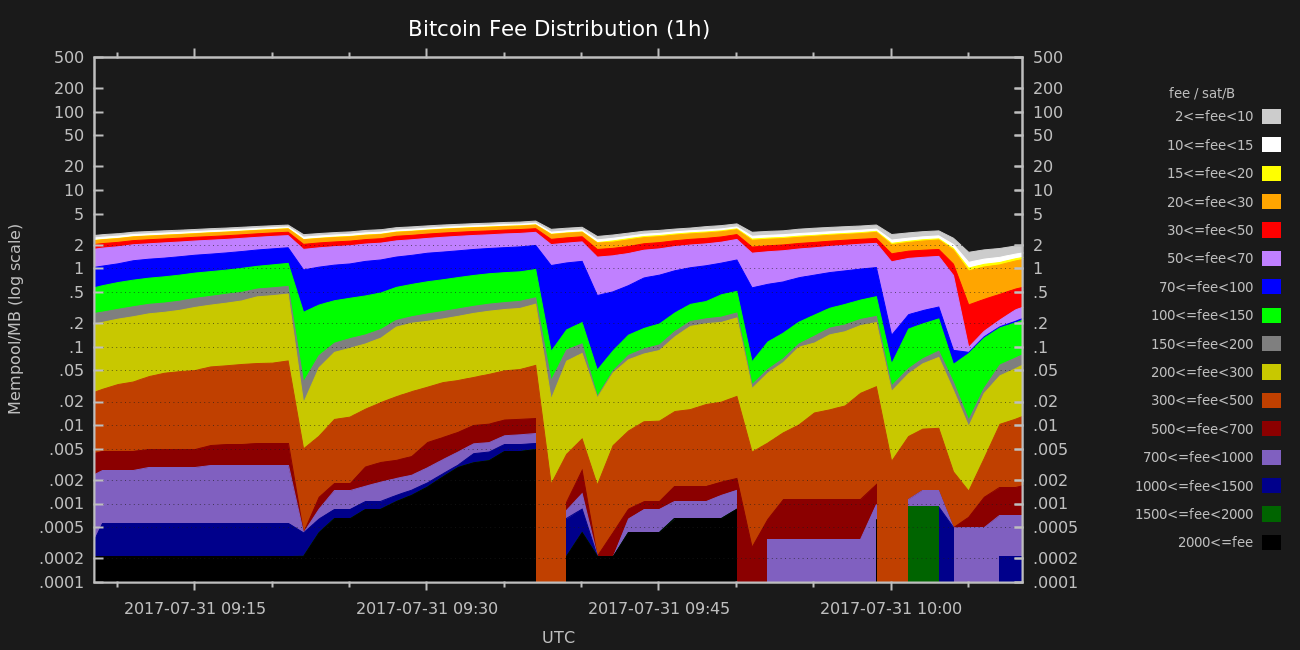 Bitcoin Fee Distribution (1h)
Mempool/MB (log scale)
500
200
100
50
20
10
5
2
1
.5
.2
.1
.05
.02
.01
.005
.002
.001
.0005
.0002
.0001
500
200
100
50
20
10
5
2
1
.5
.2
.1
.05
.02
.01
.005
.002
.001
.0005
.0002
.0001
2017-07-31 09:15 2017-07-31 09:30 2017-07-31 09:45 2017-07-31 10:00
UTC
fee / sat/B
2<=fee<10
10<=fee<15
15<=fee<20
20<=fee<30
30<=fee<50
50<=fee<70
70<=fee<100
100<=fee<150
150<=fee<200
200<=fee<300
300<=fee<500
500<=fee<700
700<=fee<1000
1000<=fee<1500
1500<=fee<2000
2000<=fee